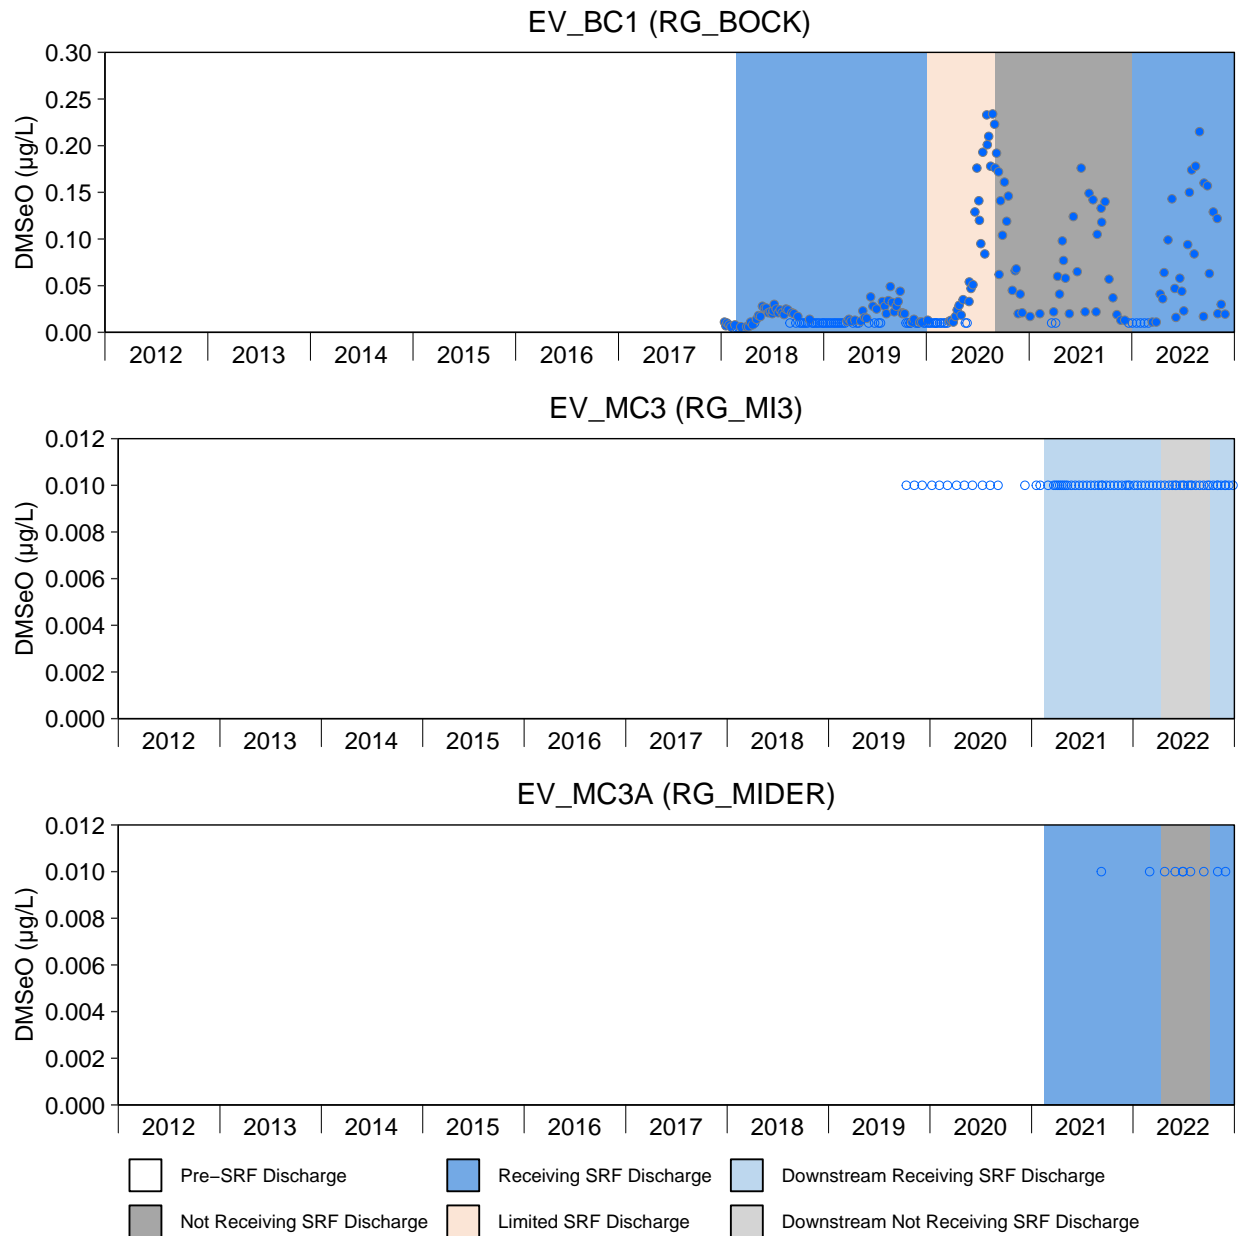 EV_BC1 (RG_BOCK)
0.30
0.25
0.20
0.15
0.10
0.05
0.00
DMSeO (µg/L)
2012 2013 2014 2015 2016 2017 2018 2019 2020 2021 2022
EV_MC3 (RG_MI3)
0.012
0.010
0.008
0.006
0.004
0.002
0.000
DMSeO (µg/L)
2012 2013 2014 2015 2016 2017 2018 2019 2020 2021 2022
EV_MC3A (RG_MIDER)
0.012
0.010
0.008
0.006
0.004
0.002
0.000
DMSeO (µg/L)
2012 2013 2014 2015 2016 2017 2018 2019 2020 2021 2022
Pre−SRF Discharge Receiving SRF Discharge Downstream Receiving SRF Discharge
Not Receiving SRF Discharge Limited SRF Discharge Downstream Not Receiving SRF Discharge